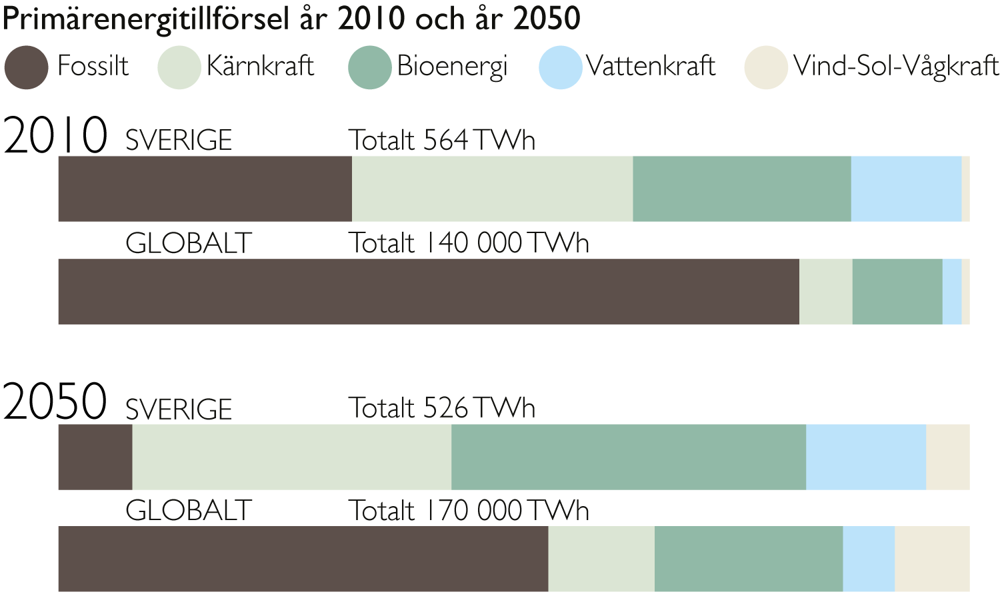 Primärenergitillförsel år 2010 och år 2050
Fossilt Kärnkraft Bioenergi Vattenkraft Vind-Sol-Vågkraft
2010 SVERIGE Totalt 564 TWh
GLOBALT Totalt 140 000 TWh
2050 SVERIGE Totalt 526 TWh
GLOBALT Totalt 170 000 TWh